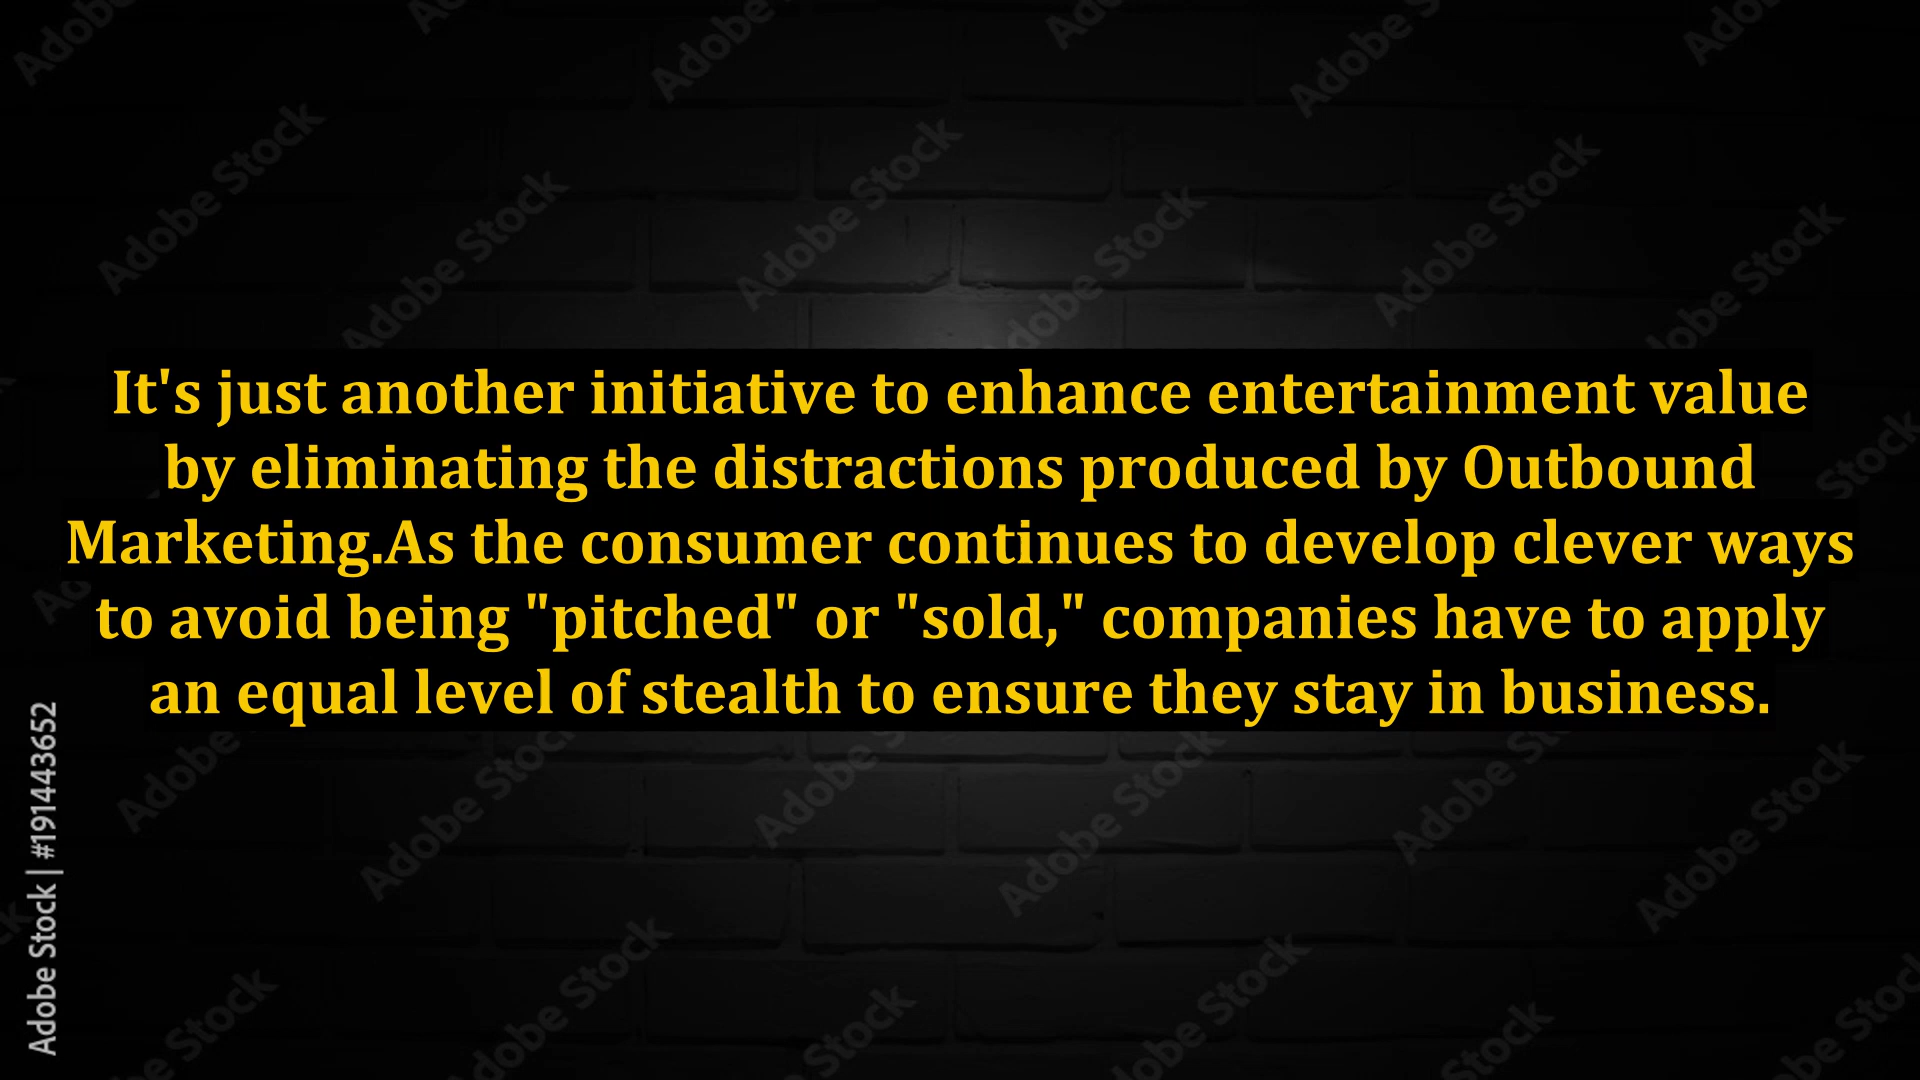 It's just another initiative to enhance entertainment value
by eliminating the distractions produced by Outbound
Marketing.As the consumer continues to develop clever ways
to avoid being "pitched" or "sold," companies have to apply
an equal level of stealth to ensure they stay in business.
Adobe Stock | #191443652
Adobe Stock